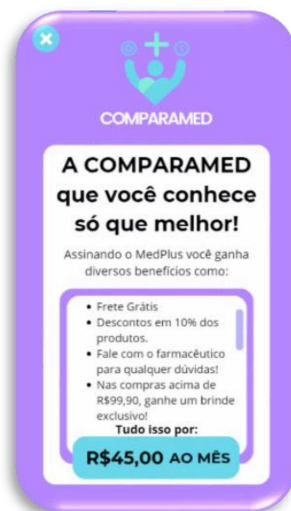 COMPARAMED
A COMPARAMED
que você conhece
só que melhor!
Assinando o MedPlus você ganha
diversos benefícios como:
• Frete Grátis
• Descontos em 10% dos
produtos.
• Fale com o farmacêutico
para qualquer dúvidas!
• Nas compras acima de
R$99,90, ganhe um brinde
exclusivo!
Tudo isso por:
R$45,00 AO MÊS